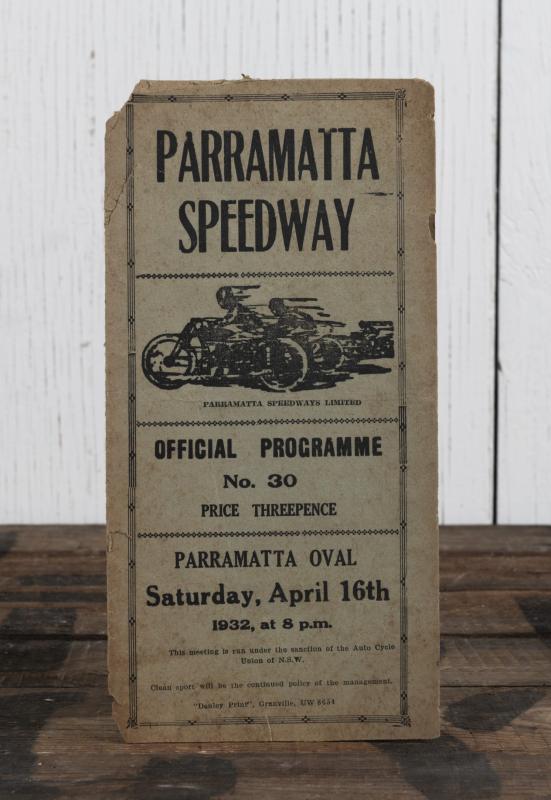 PARRAMATTA
SPEEDWAY
PARRAMATTA SPEEDWAYS LIMITED
OFFICIAL PROGRAMME
No. 30
PRICE THREEPENCE
PARRAMATTA OVAL
Saturday, April 16th
1932, at 8 p.m.
This meeting is run under the sanction of the Auto Cycle
Union of N.S.W.
Clean sport will be the continued policy of the management.
"Danley Print", Granville, UW 8654